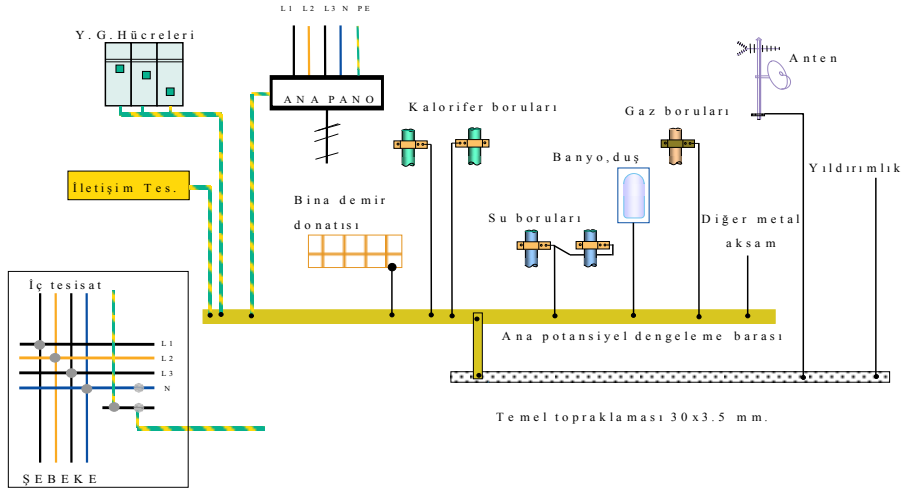 L1 L2 L3 N PE
Y.G.Hücreleri
Anten
ANA PANO
Kalorifer boruları
Gaz boruları
Banyo,duş
Yıldırımlık
İletişim Tes.
Bina demir
donatısı
Su boruları
Diğer metal
aksam
İç tesisat
L1
L2
L3
N
Ana potansiyel dengeleme barası
Temel topraklaması 30x3.5 mm.
ŞEBEKE